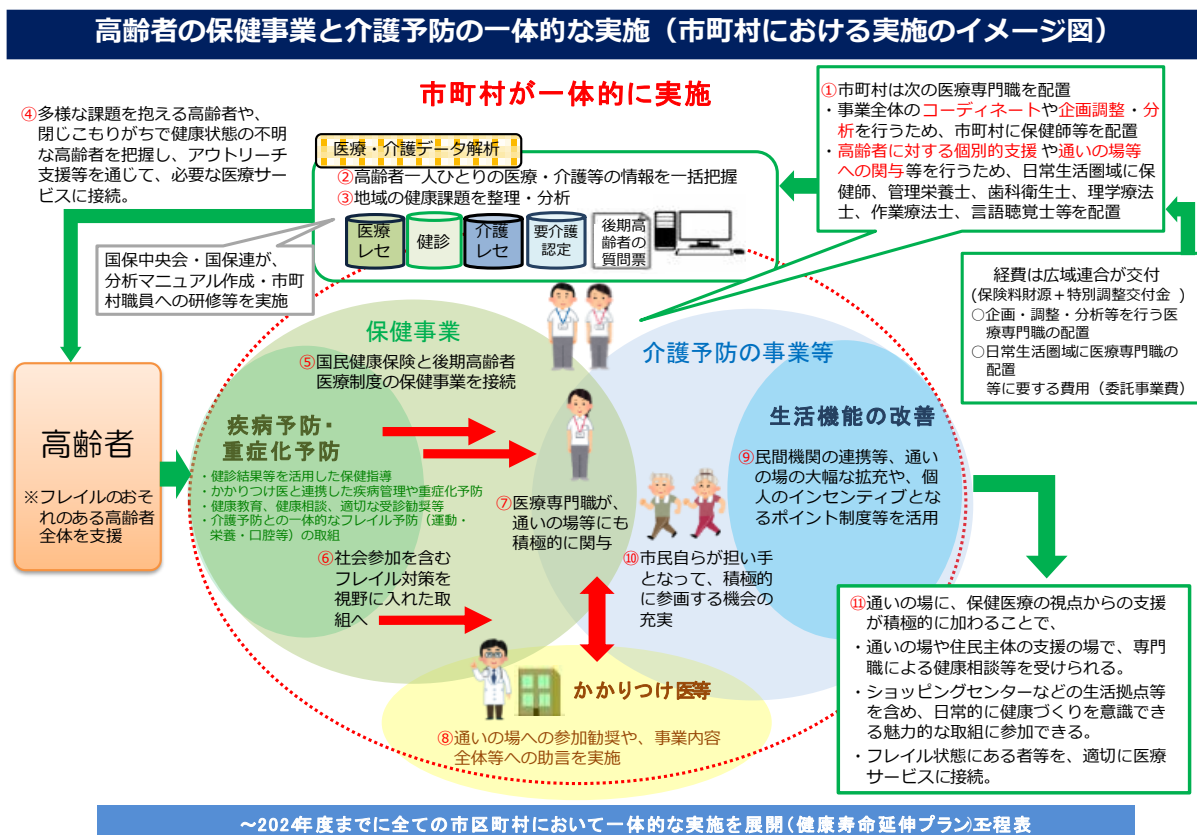 高齢者の保健事業と介護予防の一体的な実施（市町村における実施のイメージ図）
市町村が一体的に実施
①市町村は次の医療専門職を配置
・事業全体のコーディネートや企画調整・分
析を行うため、市町村に保健師等を配置
・高齢者に対する個別的支援や通いの場等
への関与等を行うため、日常生活圏域に保
健師、管理栄養士、歯科衛生士、理学療法
士、作業療法士、言語聴覚士等を配置
④多様な課題を抱える高齢者や、
閉じこもりがちで健康状態の不明
な高齢者を把握し、アウトリーチ
支援等を通じて、必要な医療サー
ビスに接続。
医療・介護データ解析
②高齢者一人ひとりの医療・介護等の情報を一括把握
③地域の健康課題を整理・分析
医療
レセ
健診
介護
レセ
要介護
認定
後期高
齢者の
質問票
国保中央会・国保連が、
分析マニュアル作成・市町
村職員への研修等を実施
経費は広域連合が交付
(保険料財源＋特別調整交付金 )
○企画・調整・分析等を行う医
療専門職の配置
○日常生活圏域に医療専門職の
配置
等に要する費用（委託事業費）
保健事業
⑤国民健康保険と後期高齢者
医療制度の保健事業を接続
介護予防の事業等
高齢者
※フレイルのおそ
れのある高齢者
全体を支援
疾病予防・
重症化予防
・健診結果等を活用した保健指導
・かかりつけ医と連携した疾病管理や重症化予防
・健康教育、健康相談、適切な受診勧奨等
・介護予防との一体的なフレイル予防（運動・
栄養・口腔等）の取組
生活機能の改善
⑨民間機関の連携等、通い
の場の大幅な拡充や、個
人のインセンティブとな
るポイント制度等を活用
⑦医療専門職が、
通いの場等にも
積極的に関与
⑥社会参加を含む
フレイル対策を
視野に入れた取
組へ
⑩市民自らが担い手
となって、積極的
に参画する機会の
充実
かかりつけ医等
⑧通いの場への参加勧奨や、事業内容
全体等への助言を実施
⑪通いの場に、保健医療の視点からの支援
が積極的に加わることで、
・通いの場や住民主体の支援の場で、専門
職による健康相談等を受けられる。
・ショッピングセンターなどの生活拠点等
を含め、日常的に健康づくりを意識できる
魅力的な取組に参加できる。
・フレイル状態にある者等を、適切に医療
サービスに接続。
～2024年度までに全ての市区町村において一体的な実施を展開(健康寿命延伸プラン工程表